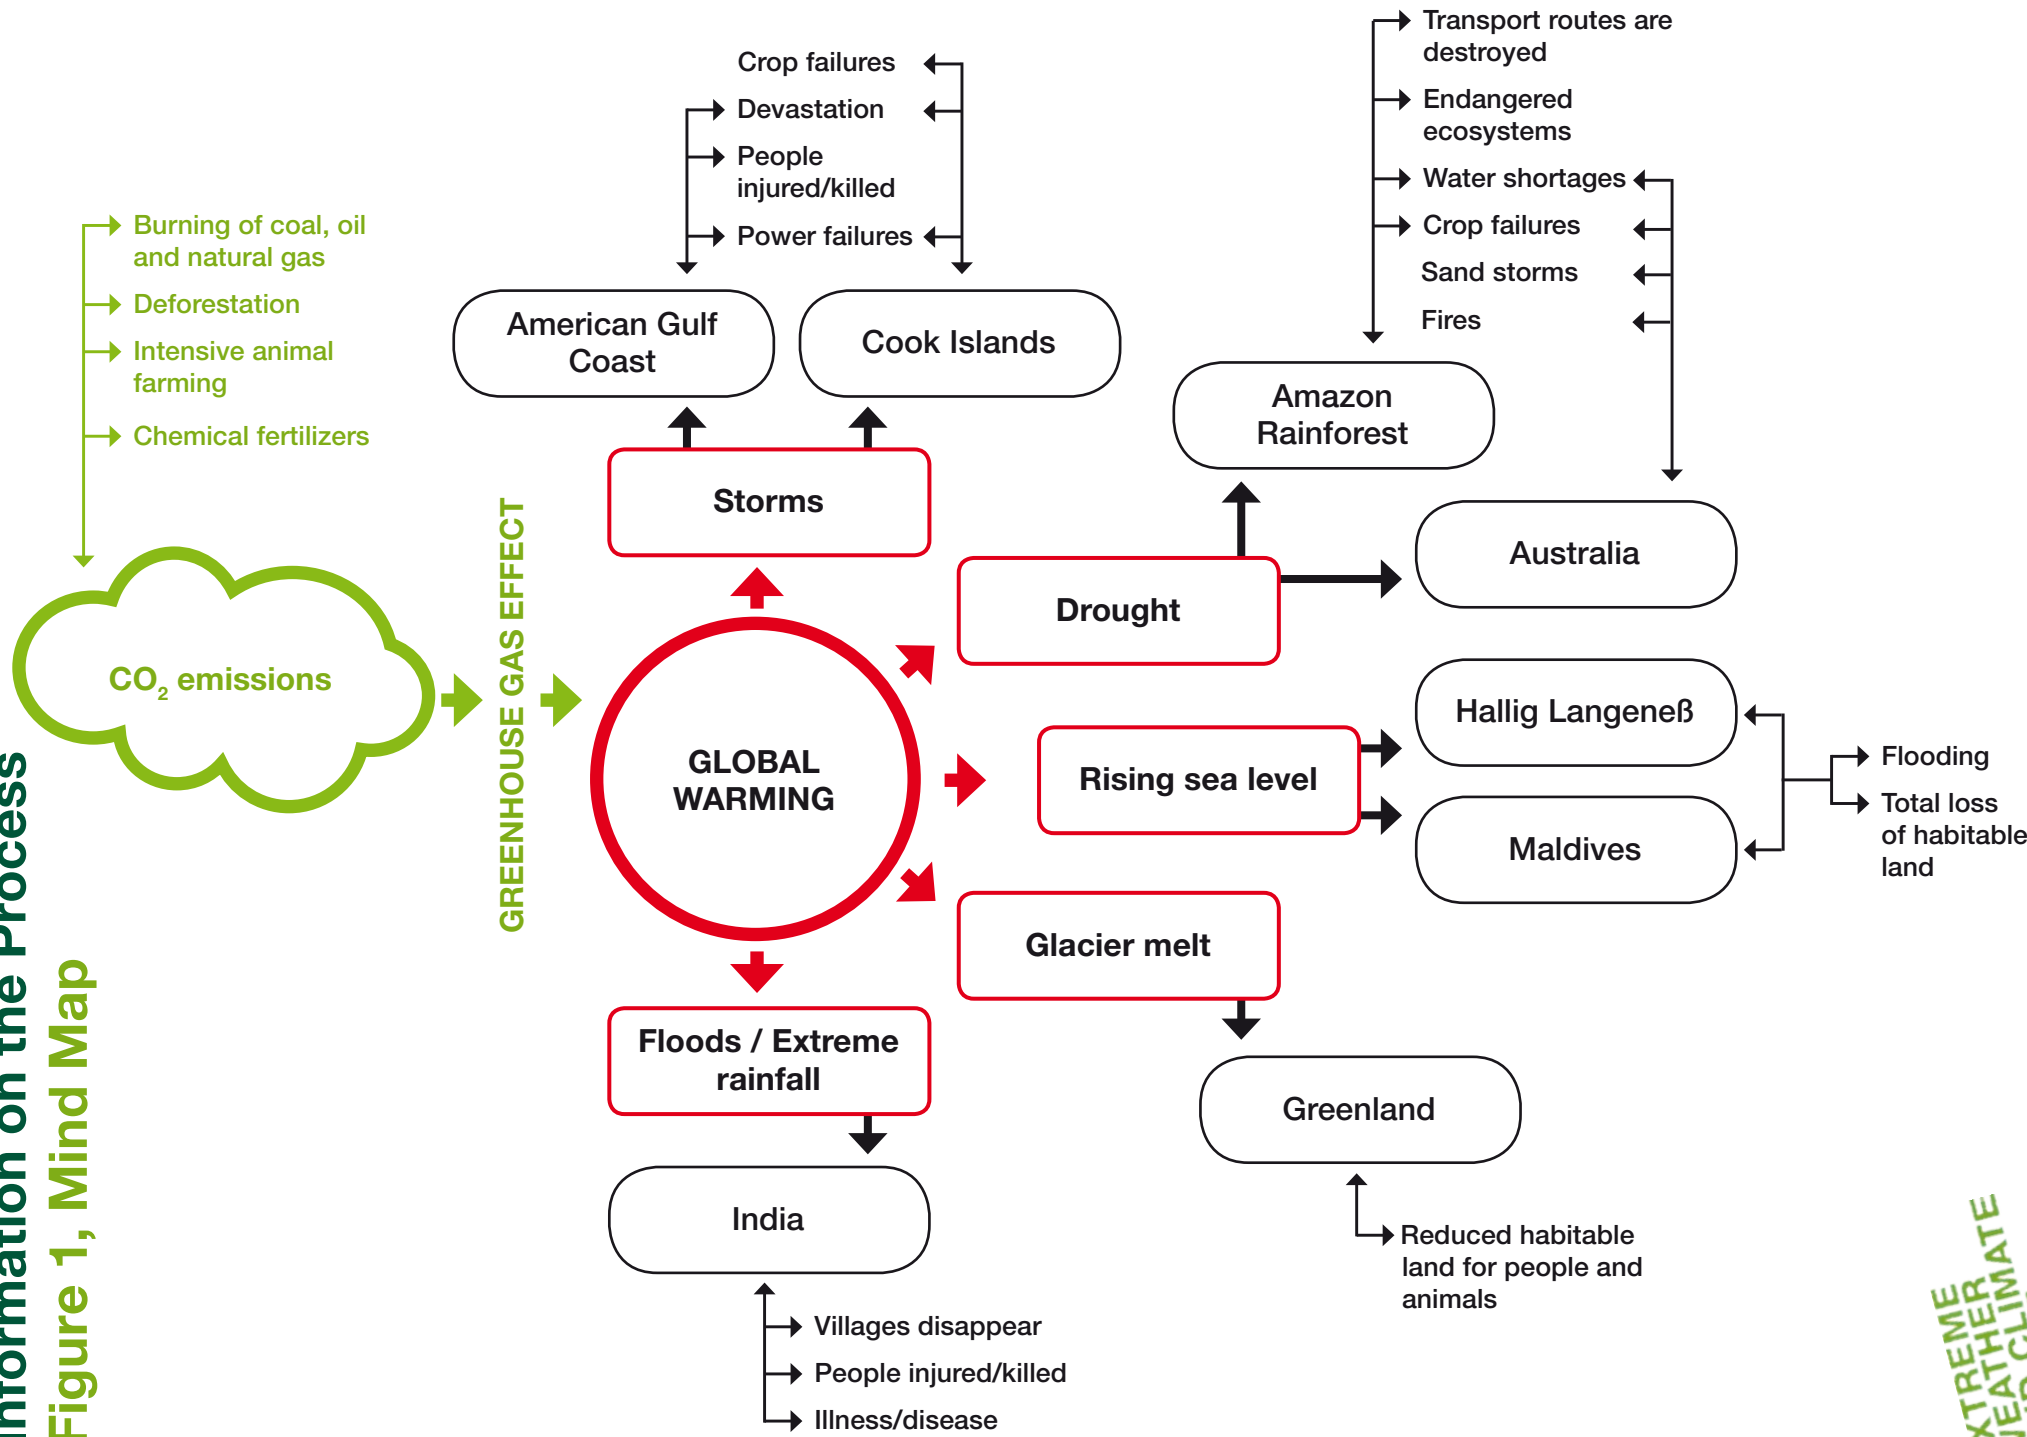 Information on the Process
Figure 1, Mind Map
Burning of coal, oil
and natural gas
Deforestation
Intensive animal
farming
Chemical fertilizers
CO₂ emissions
GREENHOUSE GAS EFFECT
GLOBAL
WARMING
Crop failures
Devastation
People
injured/killed
Power failures
American Gulf
Coast
Cook Islands
Storms
Transport routes are
destroyed
Endangered
ecosystems
Water shortages
Crop failures
Sand storms
Fires
Amazon
Rainforest
Australia
Drought
Rising sea level
Hallig Langeneß
Maldives
Flooding
Total loss
of habitable
land
Glacier melt
Greenland
Reduced habitable
land for people and
animals
Floods / Extreme
rainfall
India
Villages disappear
People injured/killed
Illness/disease
EXTREME
WEATHER
CLIMATE